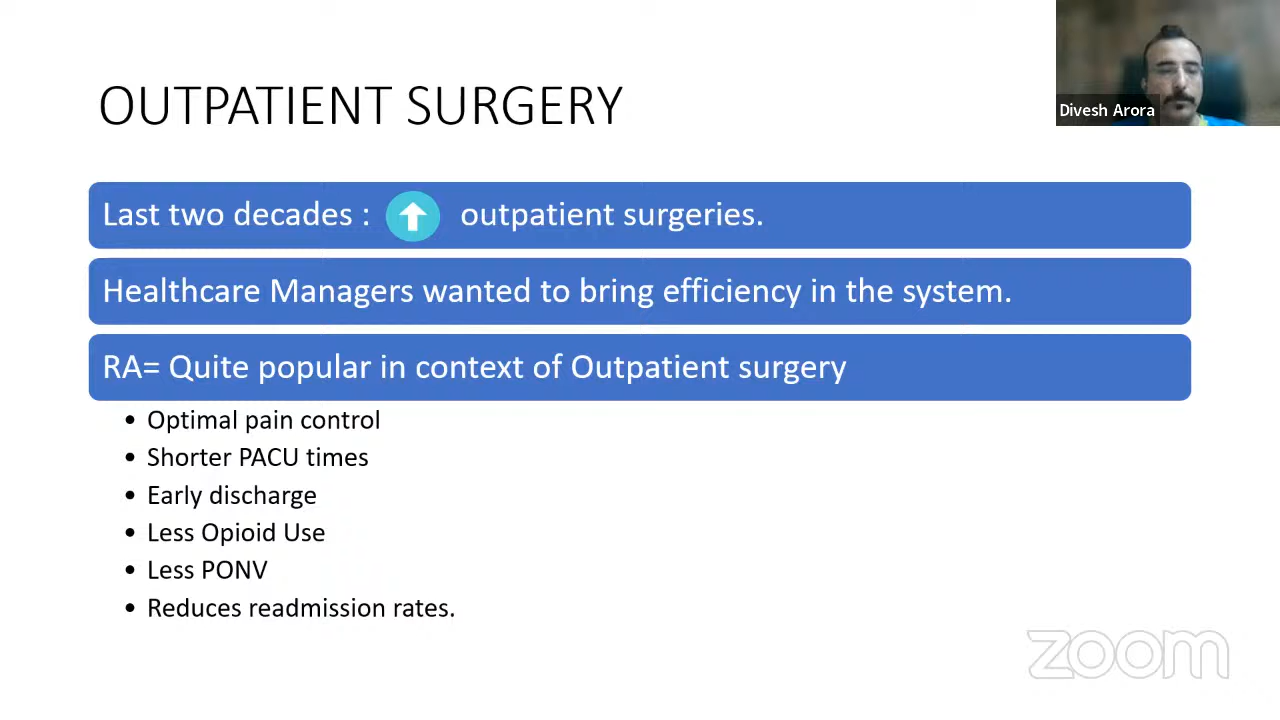 OUTPATIENT SURGERY
Divesh Arora
Last two decades : outpatient surgeries.
Healthcare Managers wanted to bring efficiency in the system.
RA= Quite popular in context of Outpatient surgery
• Optimal pain control
• Shorter PACU times
• Early discharge
• Less Opioid Use
• Less PONV
• Reduces readmission rates.
zoom